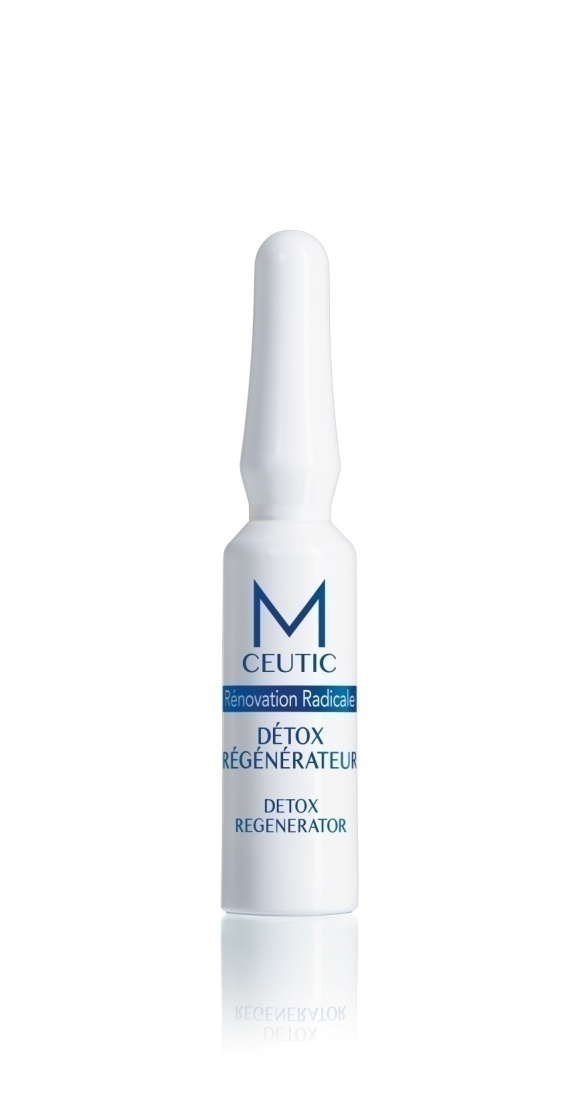 M
CEUTIC
Rénovation Radicale
DÉTOX
RÉGÉNÉRATEUR
DETOX
REGENERATOR